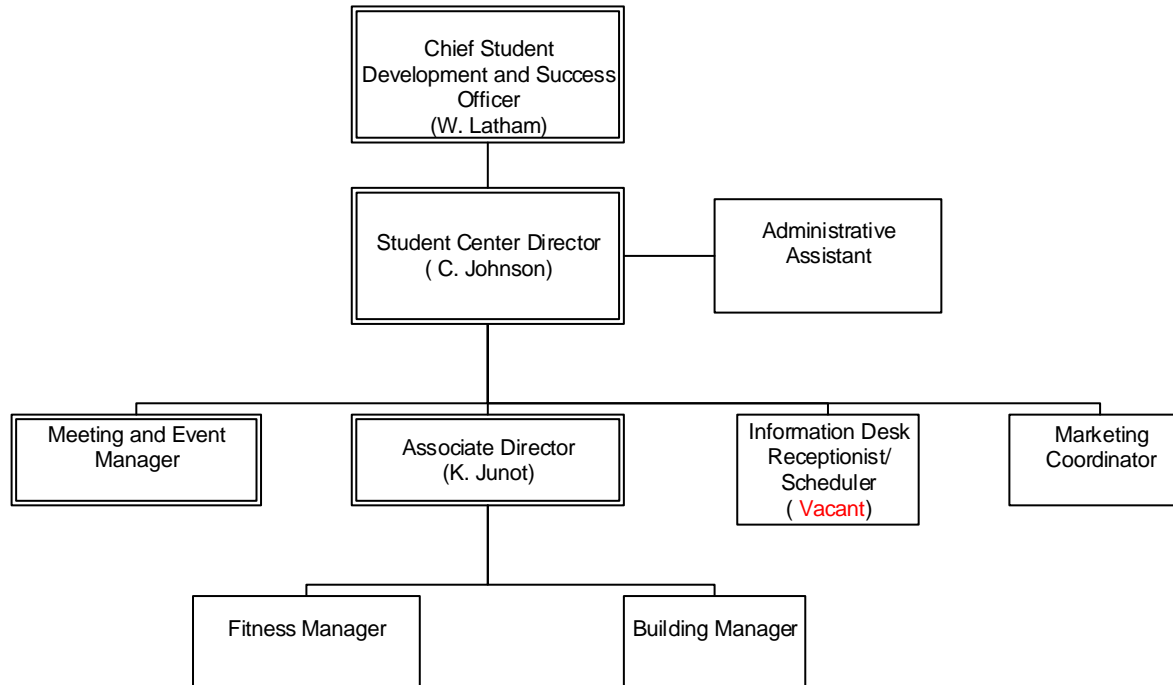 Chief Student
Development and Success
Officer
(W. Latham)
Student Center Director
( C. Johnson)
Administrative
Assistant
Meeting and Event
Manager
Associate Director
(K. Junot)
Information Desk
Receptionist/
Scheduler
( Vacant)
Marketing
Coordinator
Fitness Manager
Building Manager